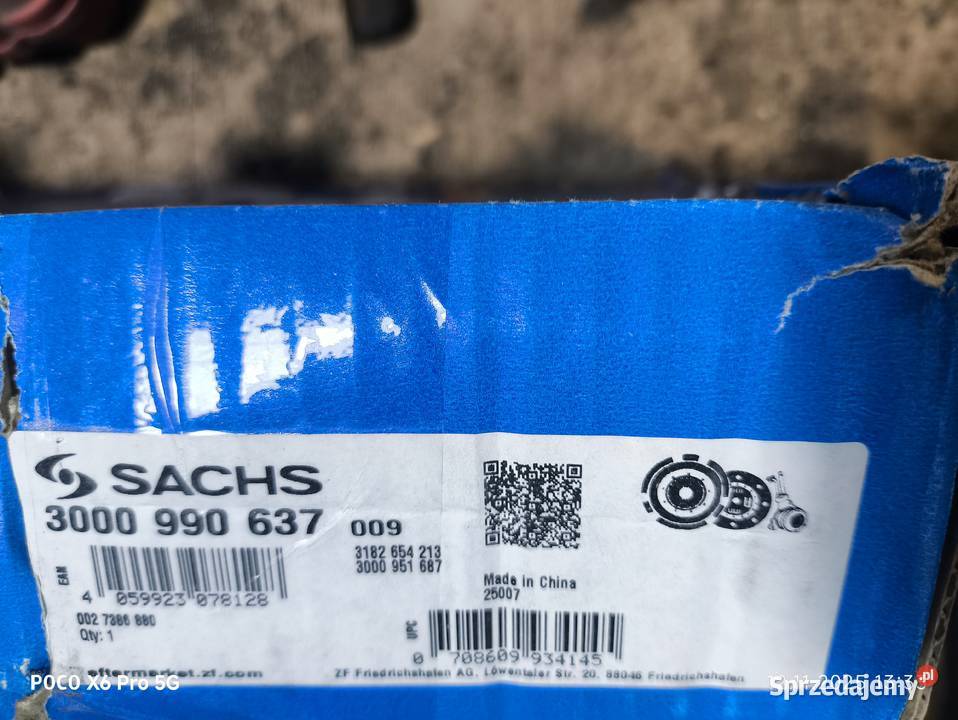 SACHS
3000 990 637 009
3182 654 213
3000 951 687
EAN
4 059923 078128
002 7386 880
Qty: 1
Made in China
25007
UPC
0 708609 934145
aftermarket.zf.com
ZF Friedrichshafen AG, Löwentaler Str. 20, 88046 Friedrichshafen
POCO X6 Pro 5G
Sprzedajemy.pl